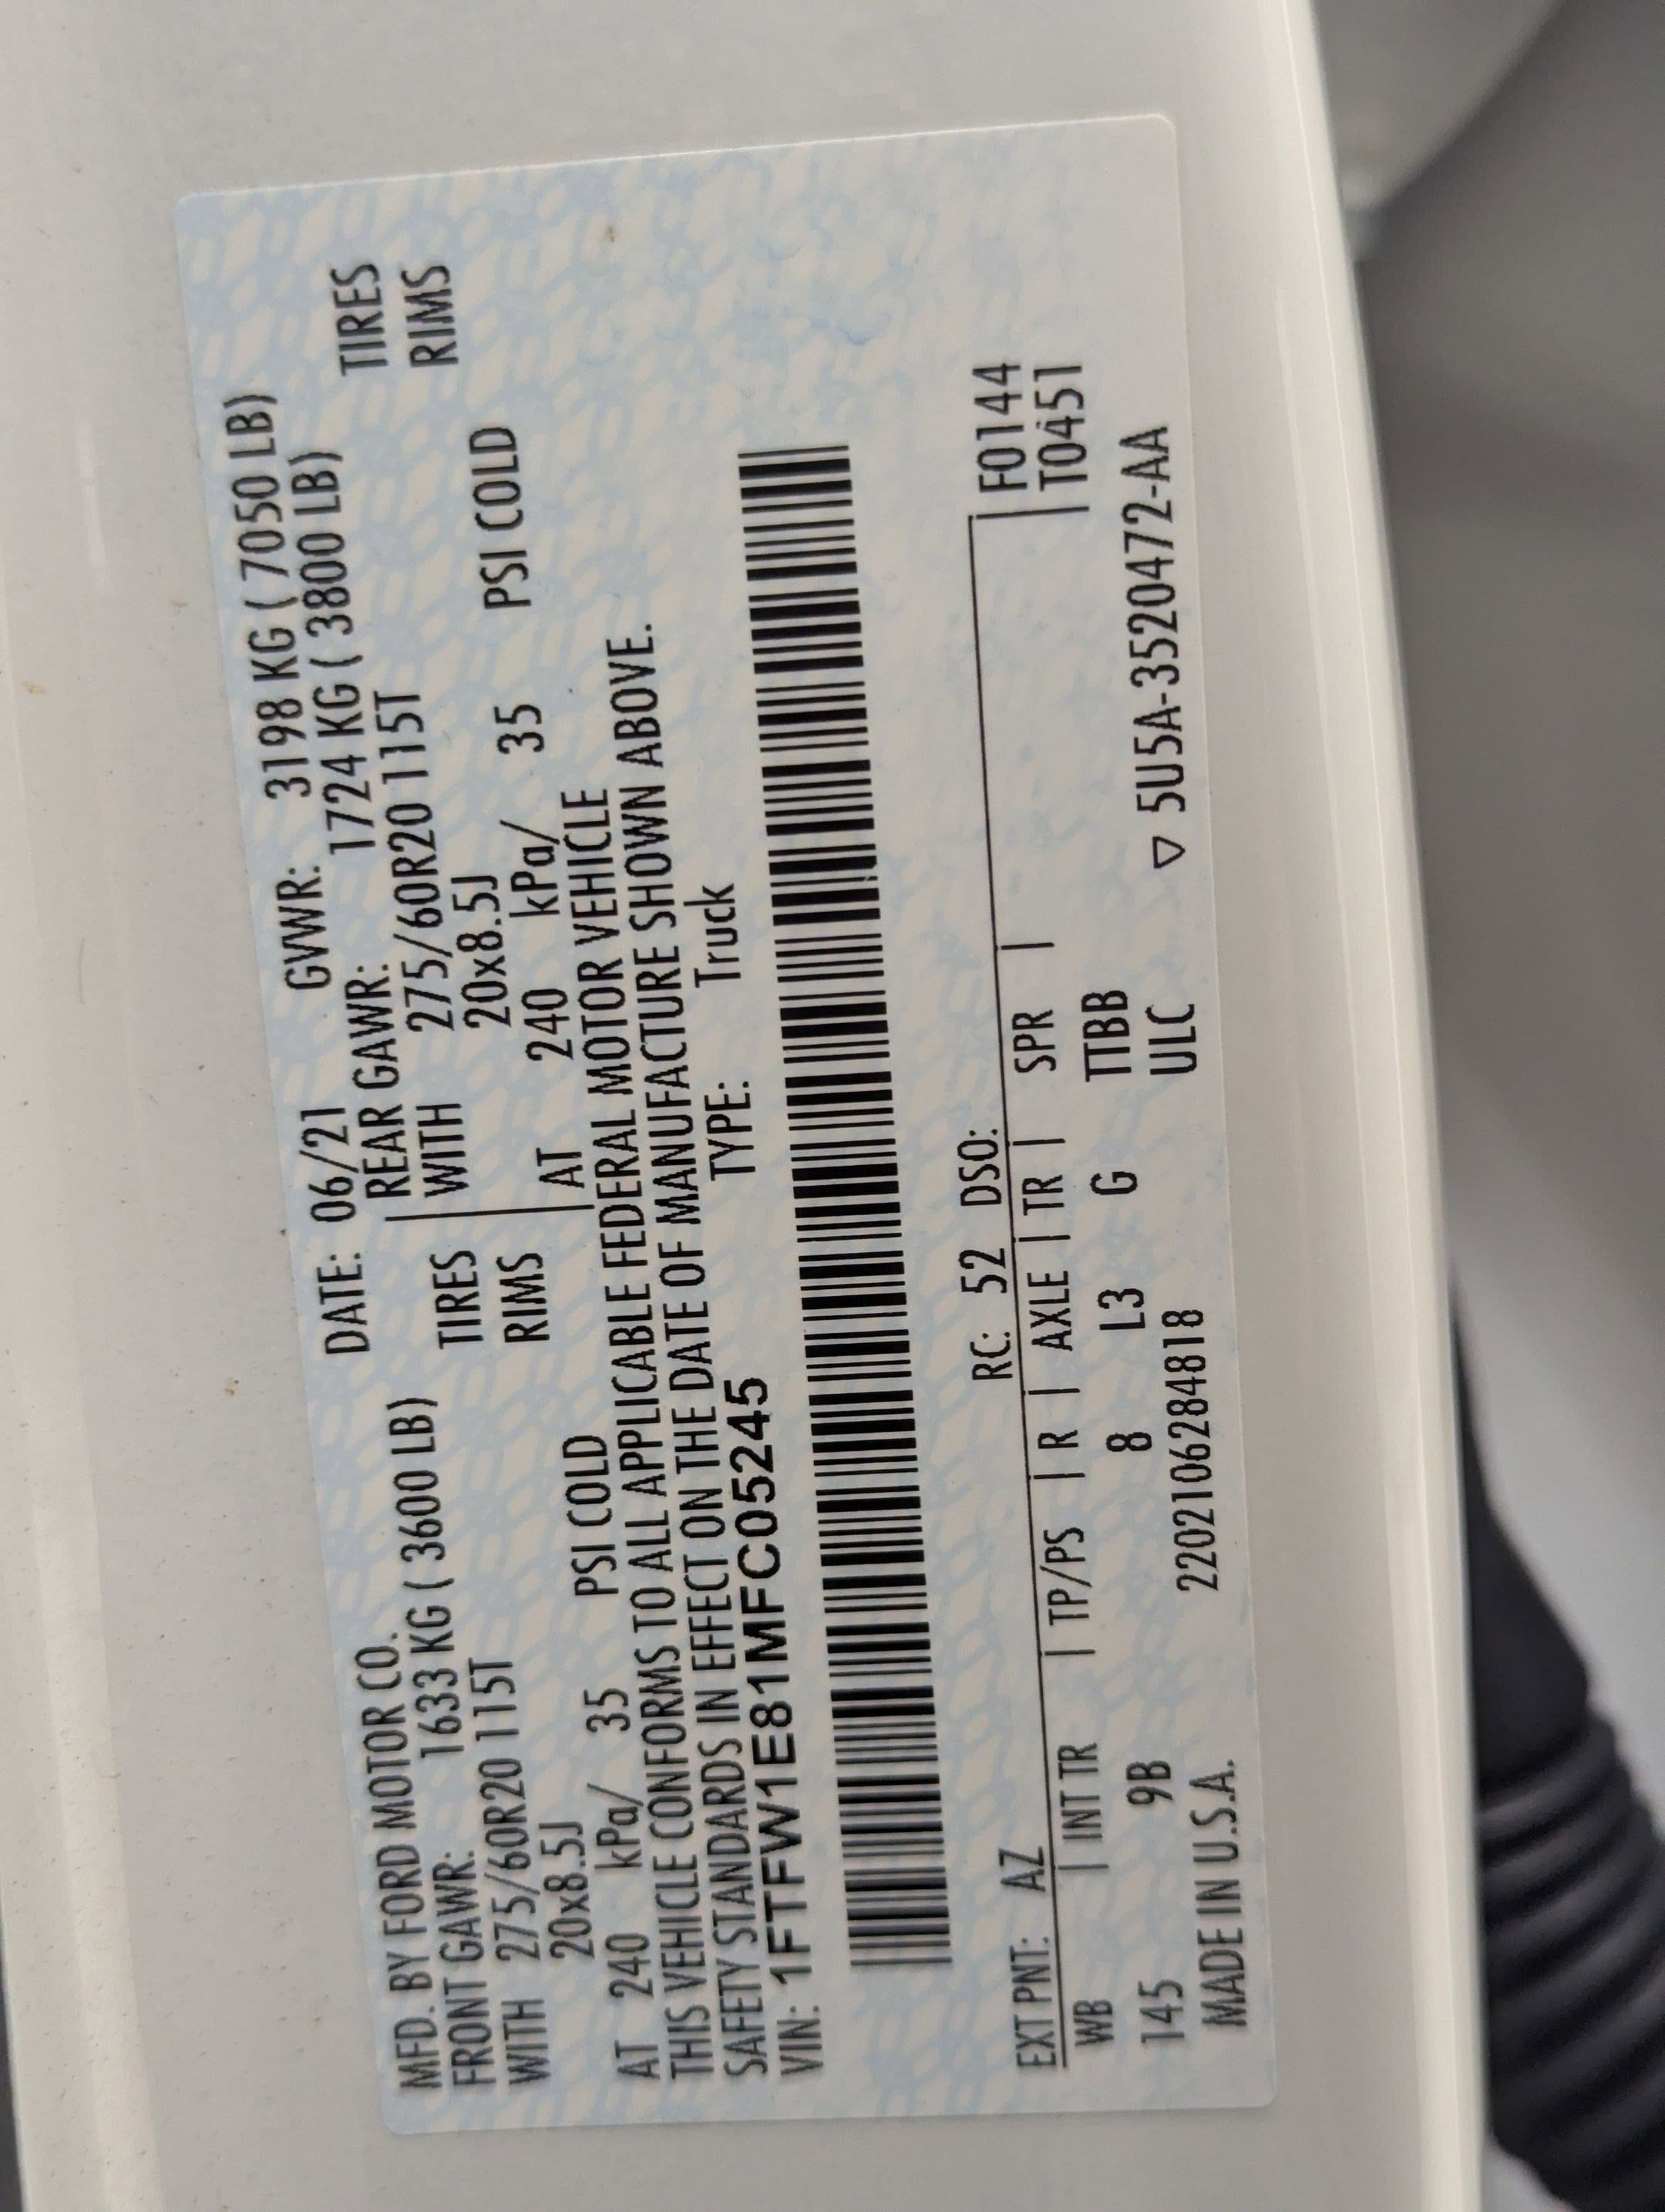 MFD. BY FORD MOTOR CO. DATE: 06/21 GVWR: 3198 KG ( 7050 LB)
FRONT GAWR: 1633 KG ( 3600 LB) REAR GAWR: 1724 KG ( 3800 LB)
WITH 275/60R20 115T TIRES WITH 275/60R20 115T TIRES
20x8.5J RIMS 20x8.5J RIMS
AT 240 kPa/ 35 PSI COLD AT 240 kPa/ 35 PSI COLD
THIS VEHICLE CONFORMS TO ALL APPLICABLE FEDERAL MOTOR VEHICLE
SAFETY STANDARDS IN EFFECT ON THE DATE OF MANUFACTURE SHOWN ABOVE.
VIN: 1FTFW1E81MFC05245 TYPE: Truck
EXT PNT: AZ RC: 52 DSO:
WB | INT TR | TP/PS | R | AXLE | TR | SPR | F0144
145 9B 8 L3 G TTBB T0451
MADE IN U.S.A. 220210628481 8 ULC ▽ 5U5A-3520472-AA